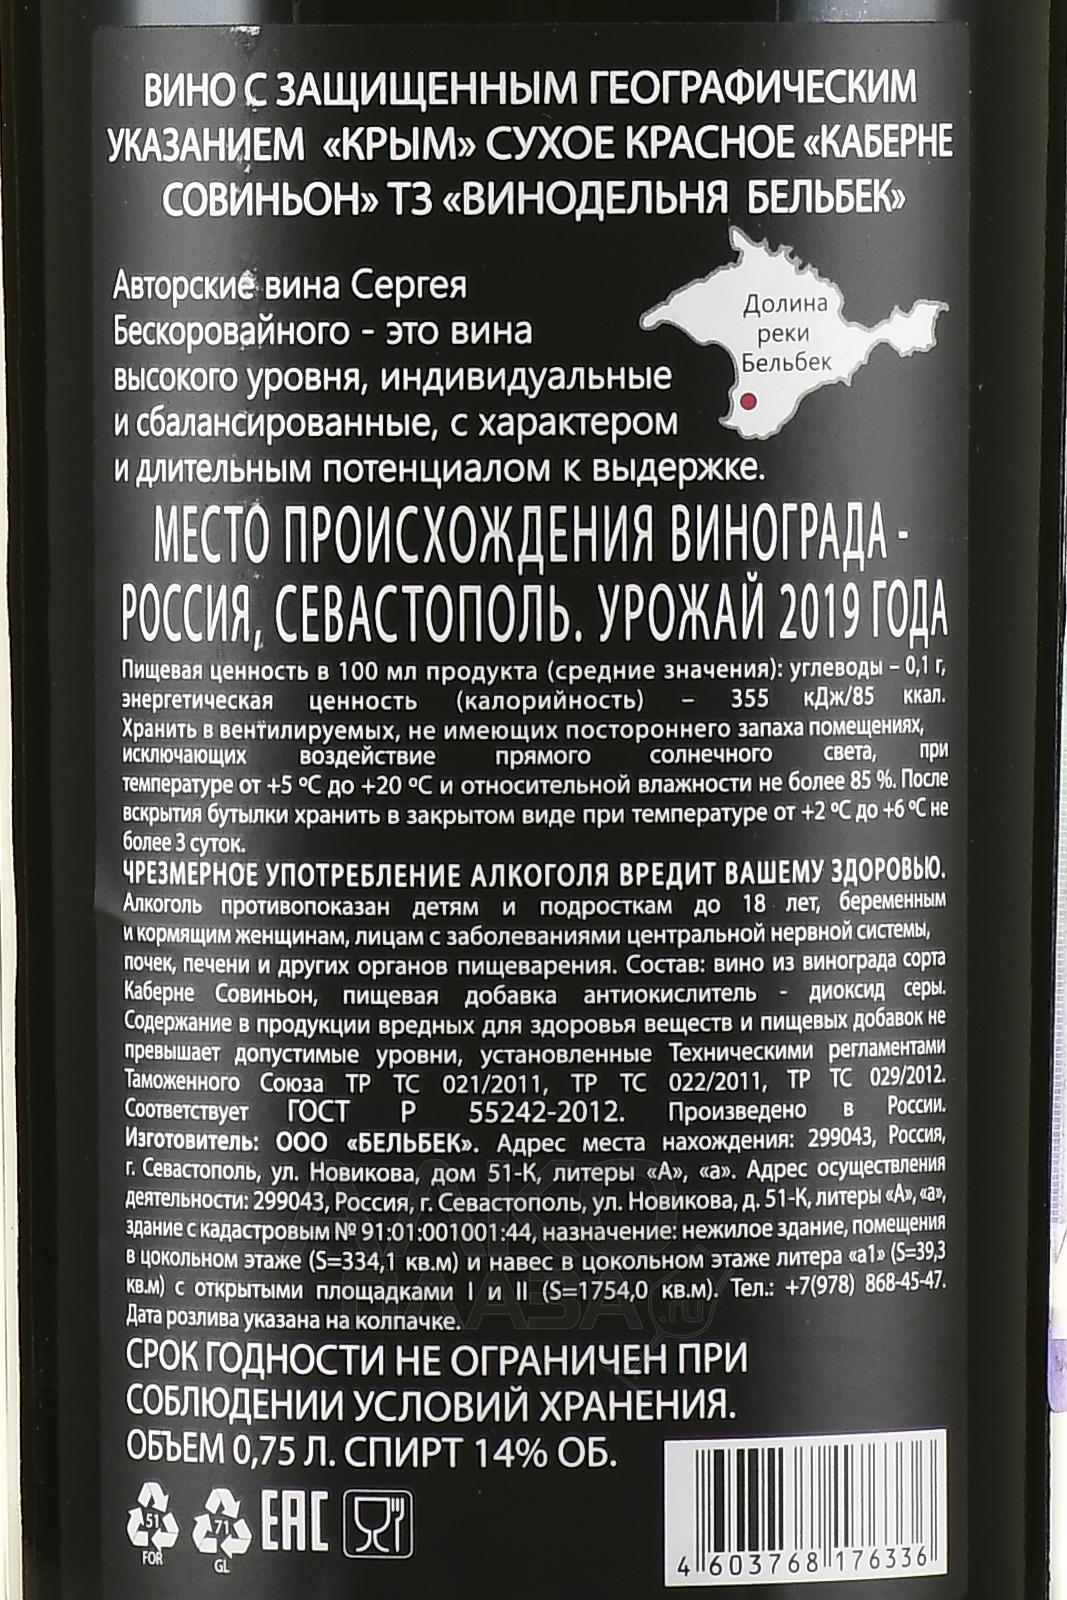 ВИНО С ЗАЩИЩЕННЫМ ГЕОГРАФИЧЕСКИМ
УКАЗАНИЕМ «КРЫМ» СУХОЕ КРАСНОЕ «КАБЕРНЕ
СОВИНЬОН» ТЗ «ВИНОДЕЛЬНЯ БЕЛЬБЕК»
Авторские вина Сергея
Бескоровайного - это вина
высокого уровня, индивидуальные
и сбалансированные, с характером
и длительным потенциалом к выдержке.
Долина
реки
Бельбек
МЕСТО ПРОИСХОЖДЕНИЯ ВИНОГРАДА -
РОССИЯ, СЕВАСТОПОЛЬ. УРОЖАЙ 2019 ГОДА
Пищевая ценность в 100 мл продукта (средние значения): углеводы – 0,1 г,
энергетическая ценность (калорийность) – 355 кДж/85 ккал.
Хранить в вентилируемых, не имеющих постороннего запаха помещениях,
исключающих воздействие прямого солнечного света, при
температуре от +5 ºС до +20 ºС и относительной влажности не более 85 %. После
вскрытия бутылки хранить в закрытом виде при температуре от +2 ºС до +6 ºС не
более 3 суток.
ЧРЕЗМЕРНОЕ УПОТРЕБЛЕНИЕ АЛКОГОЛЯ ВРЕДИТ ВАШЕМУ ЗДОРОВЬЮ.
Алкоголь противопоказан детям и подросткам до 18 лет, беременным
и кормящим женщинам, лицам с заболеваниями центральной нервной системы,
почек, печени и других органов пищеварения. Состав: вино из винограда сорта
Каберне Совиньон, пищевая добавка антиокислитель - диоксид серы.
Содержание в продукции вредных для здоровья веществ и пищевых добавок не
превышает допустимые уровни, установленные Техническими регламентами
Таможенного Союза ТР ТС 021/2011, ТР ТС 022/2011, ТР ТС 029/2012.
Соответствует ГОСТ Р 55242-2012. Произведено в России.
Изготовитель: ООО «БЕЛЬБЕК». Адрес места нахождения: 299043, Россия,
г. Севастополь, ул. Новикова, дом 51-К, литеры «А», «а». Адрес осуществления
деятельности: 299043, Россия, г. Севастополь, ул. Новикова, д. 51-К, литеры «А», «а»,
здание с кадастровым № 91:01:001001:44, назначение: нежилое здание, помещения
в цокольном этаже (S=334,1 кв.м) и навес в цокольном этаже литера «а1» (S=39,3
кв.м) с открытыми площадками I и II (S=1754,0 кв.м). Тел.: +7(978) 868-45-47.
Дата розлива указана на колпачке.
СРОК ГОДНОСТИ НЕ ОГРАНИЧЕН ПРИ
СОБЛЮДЕНИИ УСЛОВИЙ ХРАНЕНИЯ.
ОБЪЕМ 0,75 Л. СПИРТ 14% ОБ.
51
FOR
71
GL
EAC
4 603768 176336
АЛКО
ПЛАЗА.ru